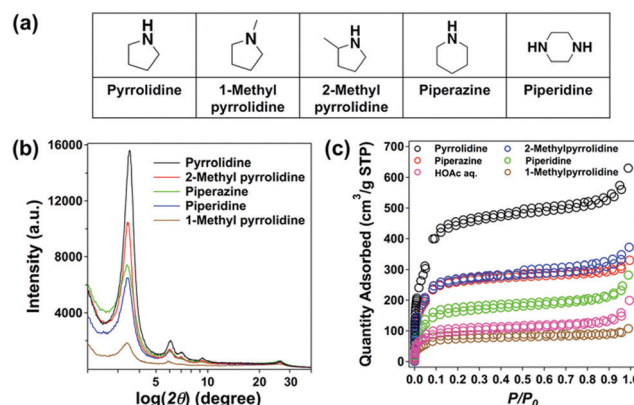 (a)
H
N
N
H
N
H
N
HN NH
Pyrrolidine
1-Methyl
pyrrolidine
2-Methyl
pyrrolidine
Piperazine
Piperidine
(b)
16000
12000
8000
4000
Intensity (a.u.)
Pyrrolidine
2-Methyl pyrrolidine
Piperazine
Piperidine
1-Methyl pyrrolidine
5 10 20 30
log(2θ) (degree)
(c)
700
600
500
400
300
200
100
0
Quantity Adsorbed (cm³/g STP)
Pyrrolidine 2-Methylpyrrolidine
Piperazine Piperidine
HOAc aq. 1-Methylpyrrolidine
0.0 0.1 0.2 0.3 0.4 0.5 0.6 0.7 0.8 0.9 1.0
P/P₀